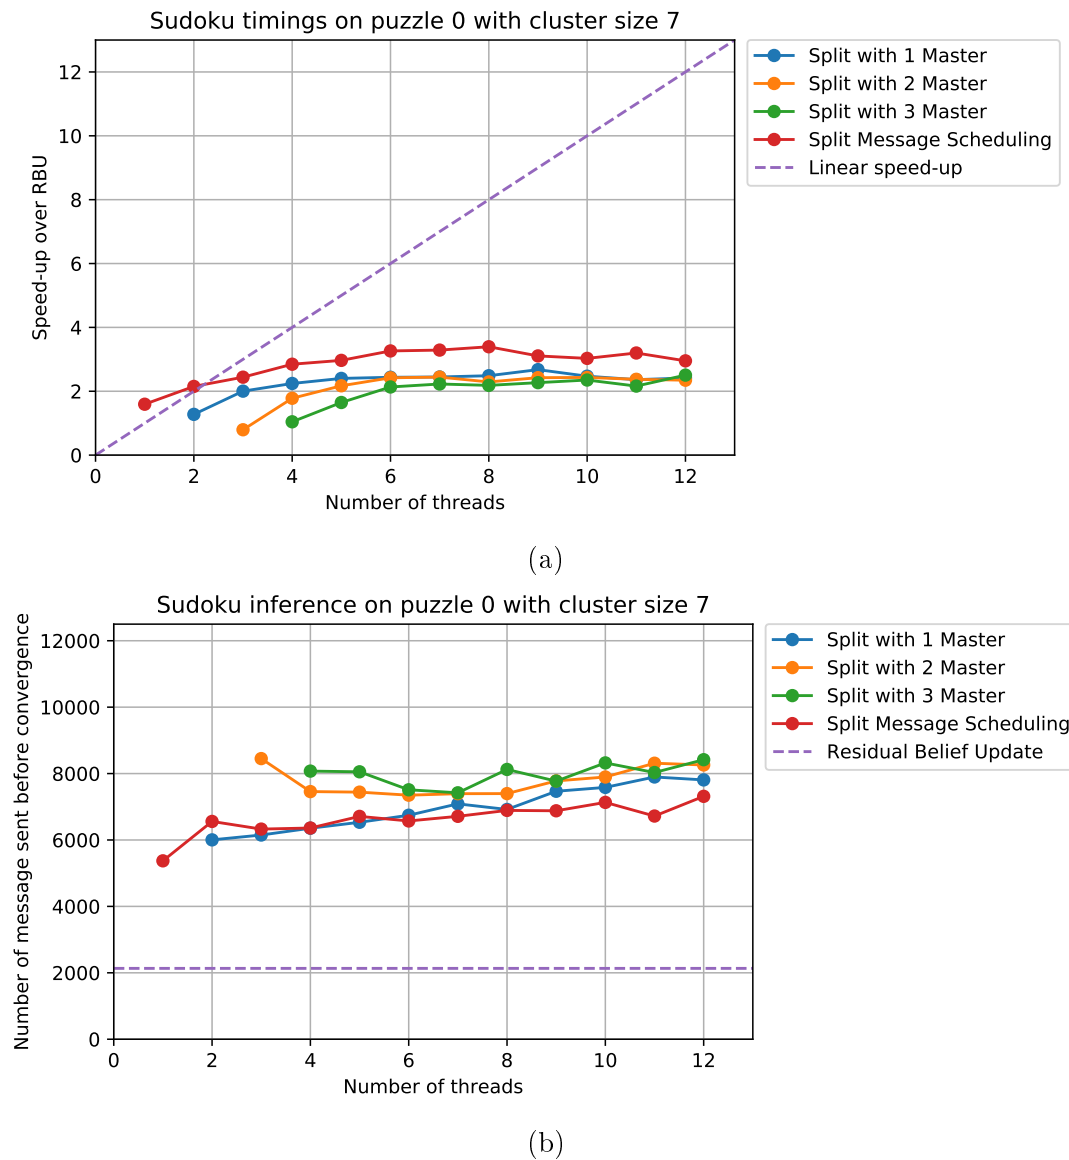 Sudoku timings on puzzle 0 with cluster size 7
Speed-up over RBU
12
10
8
6
4
2
0
0 2 4 6 8 10 12
Number of threads
Split with 1 Master
Split with 2 Master
Split with 3 Master
Split Message Scheduling
Linear speed-up
(a)
Sudoku inference on puzzle 0 with cluster size 7
Number of message sent before convergence
12000
10000
8000
6000
4000
2000
0
0 2 4 6 8 10 12
Number of threads
Split with 1 Master
Split with 2 Master
Split with 3 Master
Split Message Scheduling
Residual Belief Update
(b)